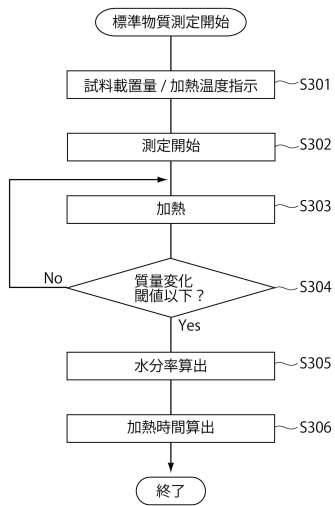 標準物質測定開始
試料載置量 / 加熱温度指示
S301
測定開始
S302
加熱
S303
質量変化
閾値以下？
S304
No
Yes
水分率算出
S305
加熱時間算出
S306
終了